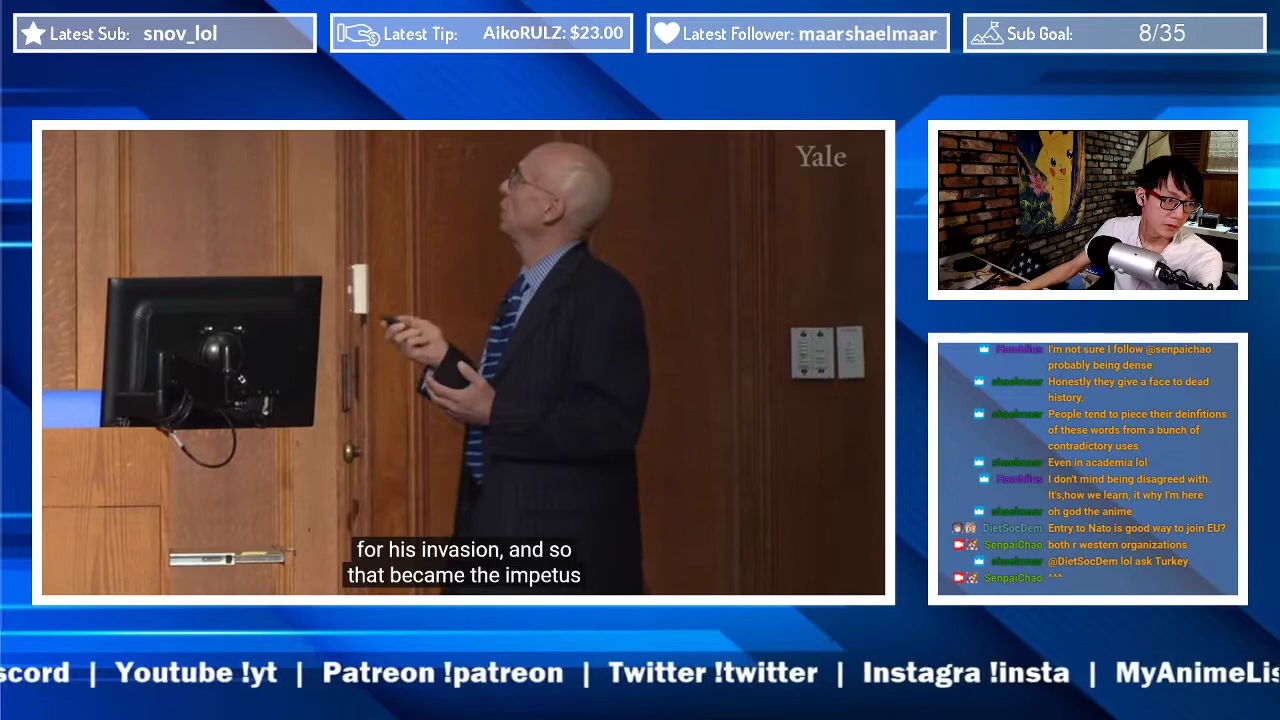 Latest Sub: snov_lol
Latest Tip: AikoRULZ: $23.00
Latest Follower: maarshaelmaar
Sub Goal: 8/35
Yale
for his invasion, and so
that became the impetus
I'm not sure I follow @senpaichao
probably being dense
shaelmaar Honestly they give a face to dead
history.
shaelmaar People tend to piece their deinfitions
of these words from a bunch of
contradictory uses
shaelmaar Even in academia lol
I don't mind being disagreed with.
It's,how we learn, it why I'm here
shaelmaar oh god the anime
DietSocDem Entry to Nato is good way to join EU?
SenpaiChao both r western organizations
shaelmaar @DietSocDem lol ask Turkey
SenpaiChao ^^^
scord | Youtube !yt | Patreon !patreon | Twitter !twitter | Instagra !insta | MyAnimeLis